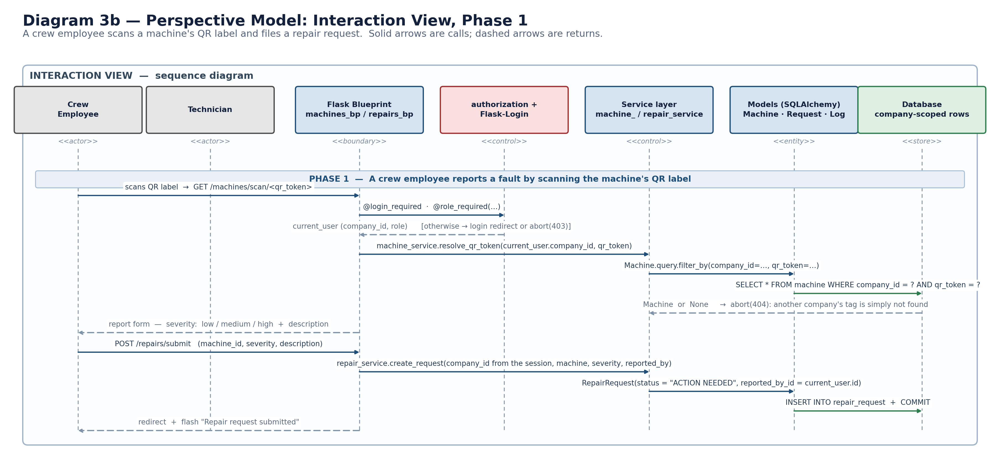 Diagram 3b — Perspective Model: Interaction View, Phase 1
A crew employee scans a machine's QR label and files a repair request.  Solid arrows are calls; dashed arrows are returns.
INTERACTION VIEW  —  sequence diagram
Crew
Employee
Technician
Flask Blueprint
machines_bp / repairs_bp
authorization +
Flask-Login
Service layer
machine_ / repair_service
Models (SQLAlchemy)
Machine · Request · Log
Database
company-scoped rows
<<actor>>
<<actor>>
<<boundary>>
<<control>>
<<control>>
<<entity>>
<<store>>
PHASE 1  —  A crew employee reports a fault by scanning the machine's QR label
scans QR label  →  GET /machines/scan/<qr_token>
@login_required  ·  @role_required(…)
current_user (company_id, role)      [otherwise → login redirect or abort(403)]
machine_service.resolve_qr_token(current_user.company_id, qr_token)
Machine.query.filter_by(company_id=…, qr_token=…)
SELECT * FROM machine WHERE company_id = ? AND qr_token = ?
Machine  or  None     →  abort(404): another company's tag is simply not found
report form  —  severity:  low / medium / high  +  description
POST /repairs/submit   (machine_id, severity, description)
repair_service.create_request(company_id from the session, machine, severity, reported_by)
RepairRequest(status = "ACTION NEEDED", reported_by_id = current_user.id)
INSERT INTO repair_request  +  COMMIT
redirect  +  flash "Repair request submitted"